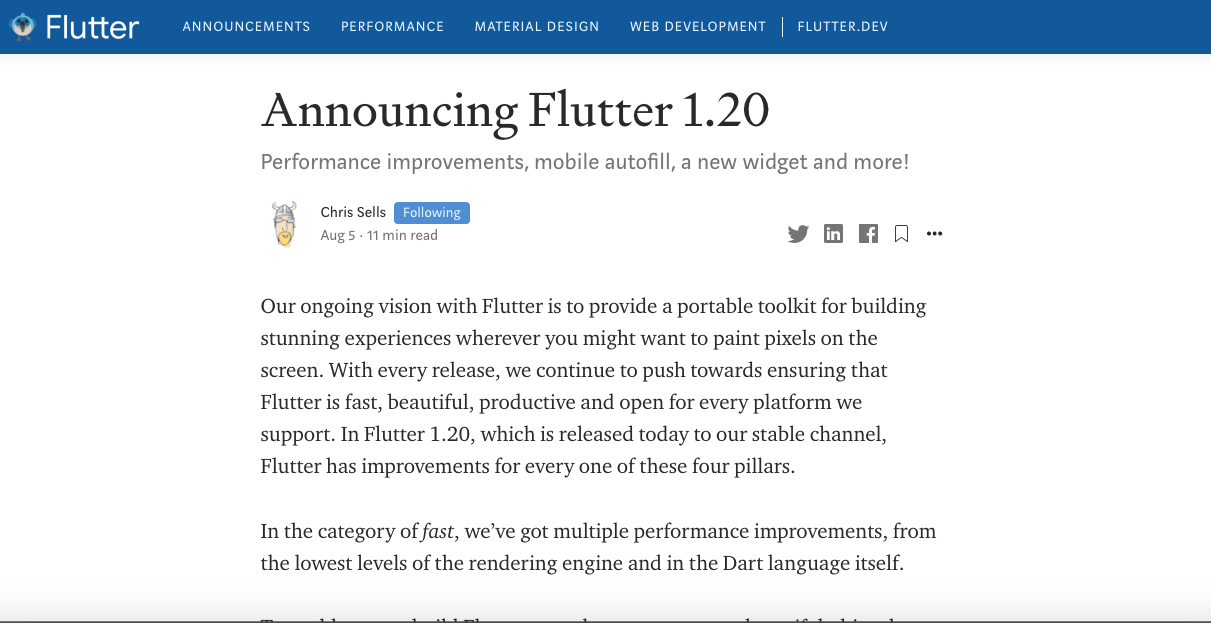 Flutter ANNOUNCEMENTS PERFORMANCE MATERIAL DESIGN WEB DEVELOPMENT FLUTTER.DEV
Announcing Flutter 1.20
Performance improvements, mobile autofill, a new widget and more!
Chris Sells Following
Aug 5 · 11 min read
Our ongoing vision with Flutter is to provide a portable toolkit for building
stunning experiences wherever you might want to paint pixels on the
screen. With every release, we continue to push towards ensuring that
Flutter is fast, beautiful, productive and open for every platform we
support. In Flutter 1.20, which is released today to our stable channel,
Flutter has improvements for every one of these four pillars.
In the category of fast, we’ve got multiple performance improvements, from
the lowest levels of the rendering engine and in the Dart language itself.